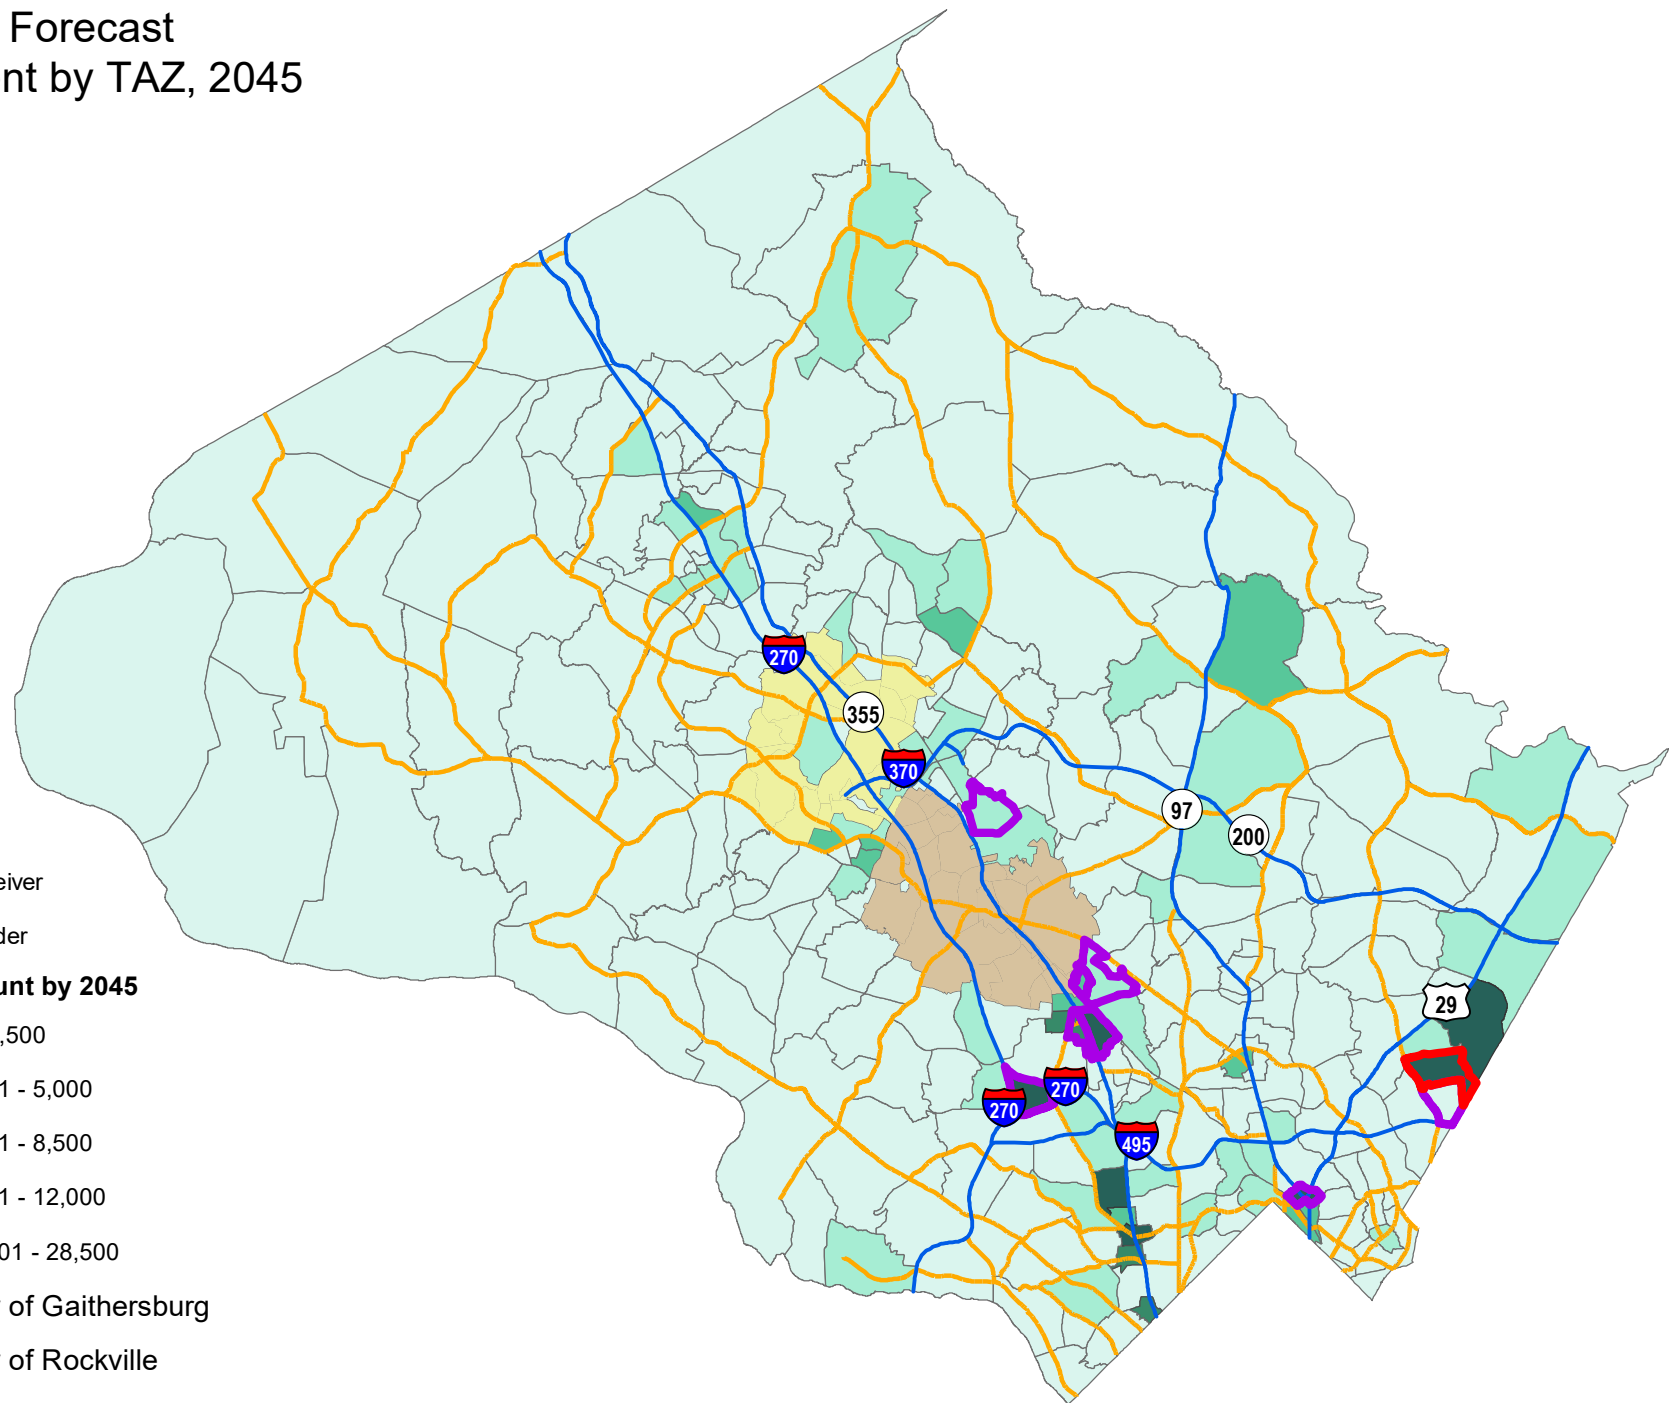 Forecast
nt by TAZ, 2045
270
355
370
97
200
29
270
270
495
eiver
der
unt by 2045
,500
1 - 5,000
1 - 8,500
1 - 12,000
01 - 28,500
of Gaithersburg
of Rockville